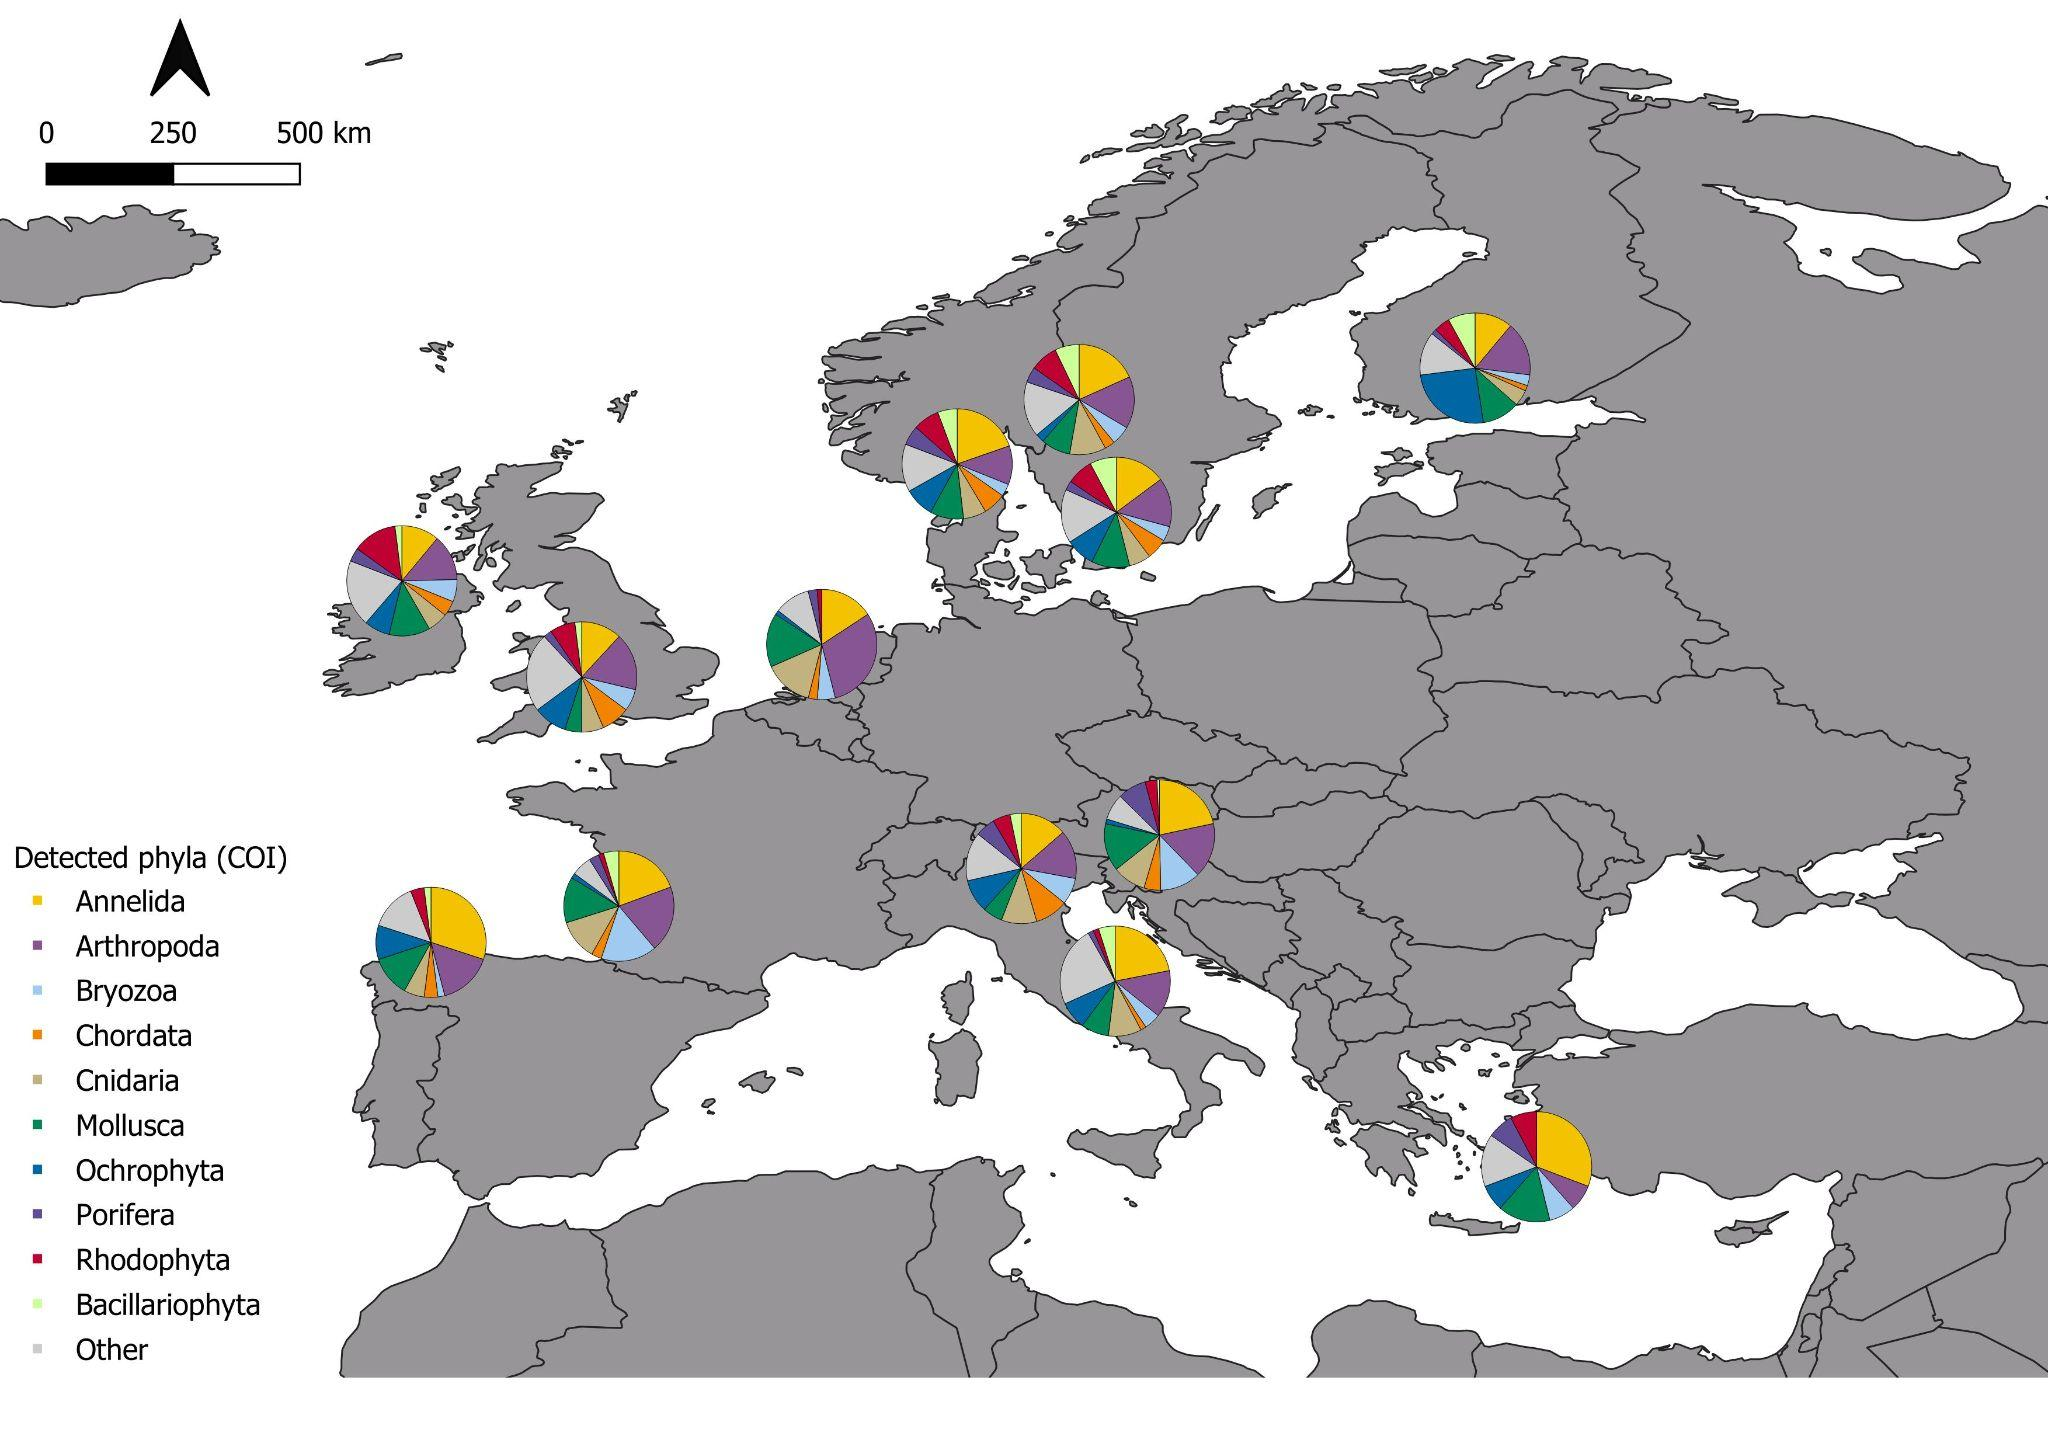 0 250 500 km
Detected phyla (COI)
Annelida
Arthropoda
Bryozoa
Chordata
Cnidaria
Mollusca
Ochrophyta
Porifera
Rhodophyta
Bacillariophyta
Other